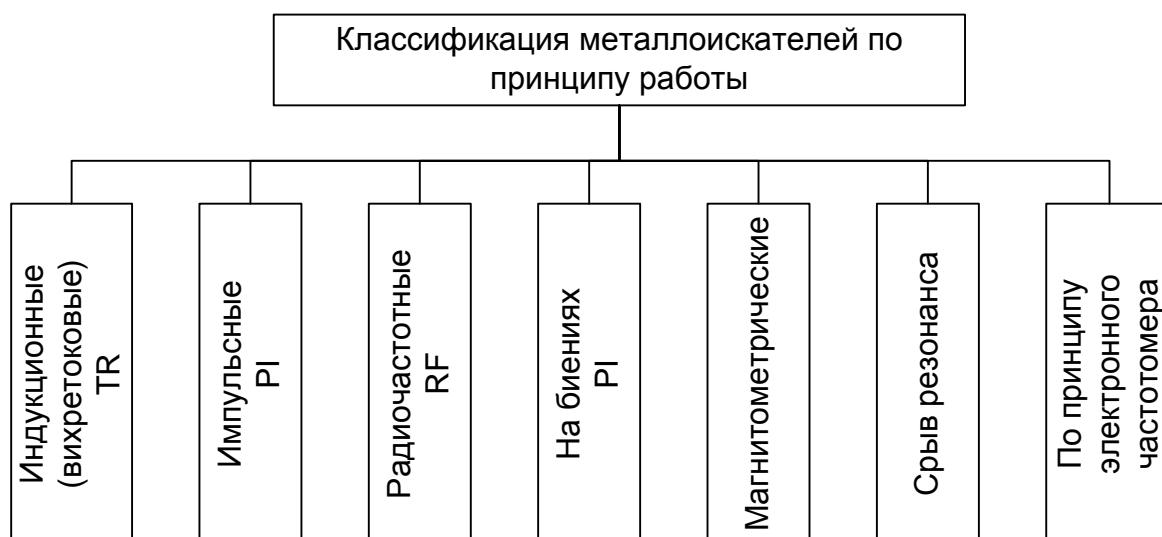 Классификация металлоискателей по
принципу работы
Индукционные
(вихретоковые)
TR
Импульсные
PI
Радиочастотные
RF
На биениях
PI
Магнитометрические
Срыв резонанса
По принципу
электронного
частотомера